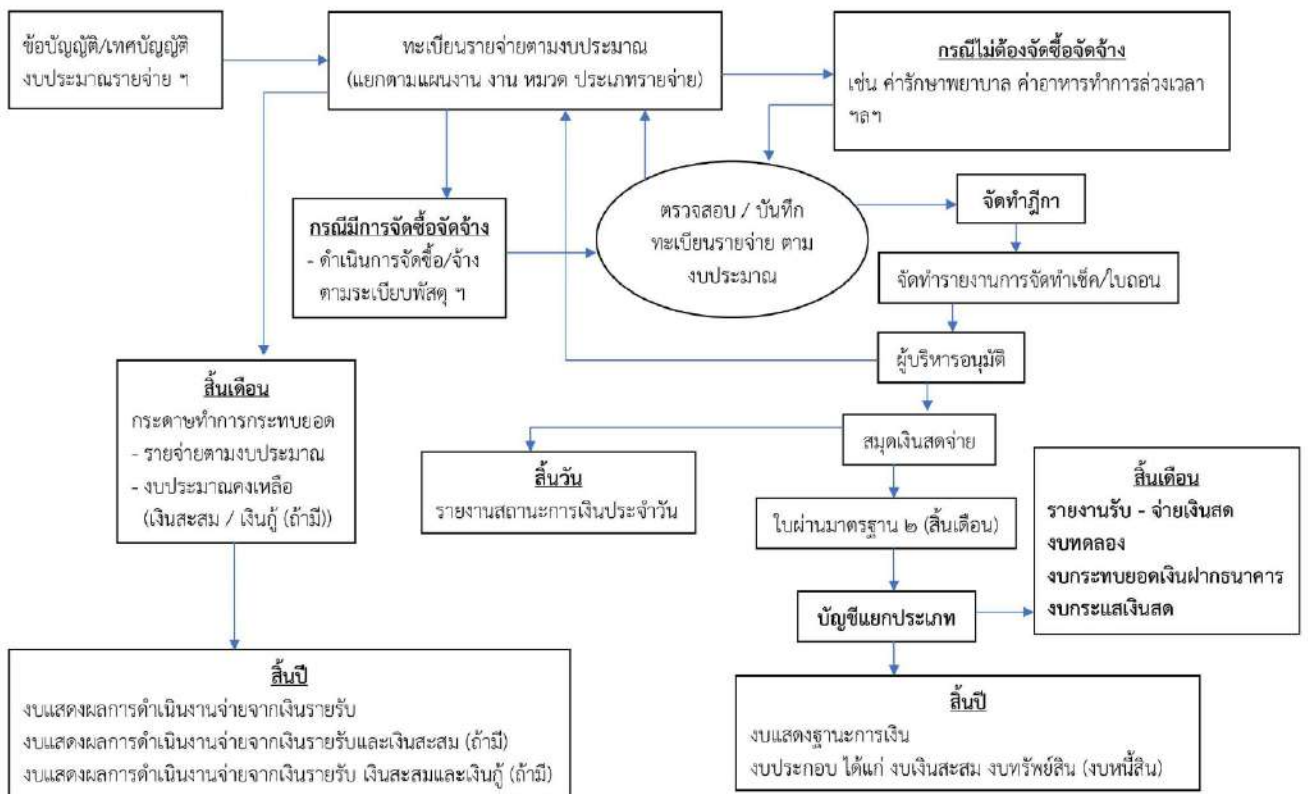 ข้อบัญญัติ/เทศบัญญัติ
งบประมาณรายจ่าย ฯ
ทะเบียนรายจ่ายตามงบประมาณ
(แยกตามแผนงาน งาน หมวด ประเภทรายจ่าย)
กรณีไม่ต้องจัดซื้อจัดจ้าง
เช่น ค่ารักษาพยาบาล ค่าอาหารทำการล่วงเวลา
ฯลฯ
กรณีมีการจัดซื้อจัดจ้าง
- ดำเนินการจัดซื้อ/จ้าง
ตามระเบียบพัสดุ ฯ
ตรวจสอบ / บันทึก
ทะเบียนรายจ่าย ตาม
งบประมาณ
จัดทำฎีกา
จัดทำรายงานการจัดทำเช็ค/ใบถอน
ผู้บริหารอนุมัติ
สิ้นเดือน
กระดาษทำการกระทบยอด
- รายจ่ายตามงบประมาณ
- งบประมาณคงเหลือ
(เงินสะสม / เงินกู้ (ถ้ามี))
สมุดเงินสดจ่าย
สิ้นวัน
รายงานสถานะการเงินประจำวัน
ใบผ่านมาตรฐาน ๒ (สิ้นเดือน)
บัญชีแยกประเภท
สิ้นเดือน
รายงานรับ - จ่ายเงินสด
งบทดลอง
งบกระทบยอดเงินฝากธนาคาร
งบกระแสเงินสด
สิ้นปี
งบแสดงผลการดำเนินงานจ่ายจากเงินรายรับ
งบแสดงผลการดำเนินงานจ่ายจากเงินรายรับและเงินสะสม (ถ้ามี)
งบแสดงผลการดำเนินงานจ่ายจากเงินรายรับ เงินสะสมและเงินกู้ (ถ้ามี)
สิ้นปี
งบแสดงฐานะการเงิน
งบประกอบ ได้แก่ งบเงินสะสม งบทรัพย์สิน (งบหนี้สิน)